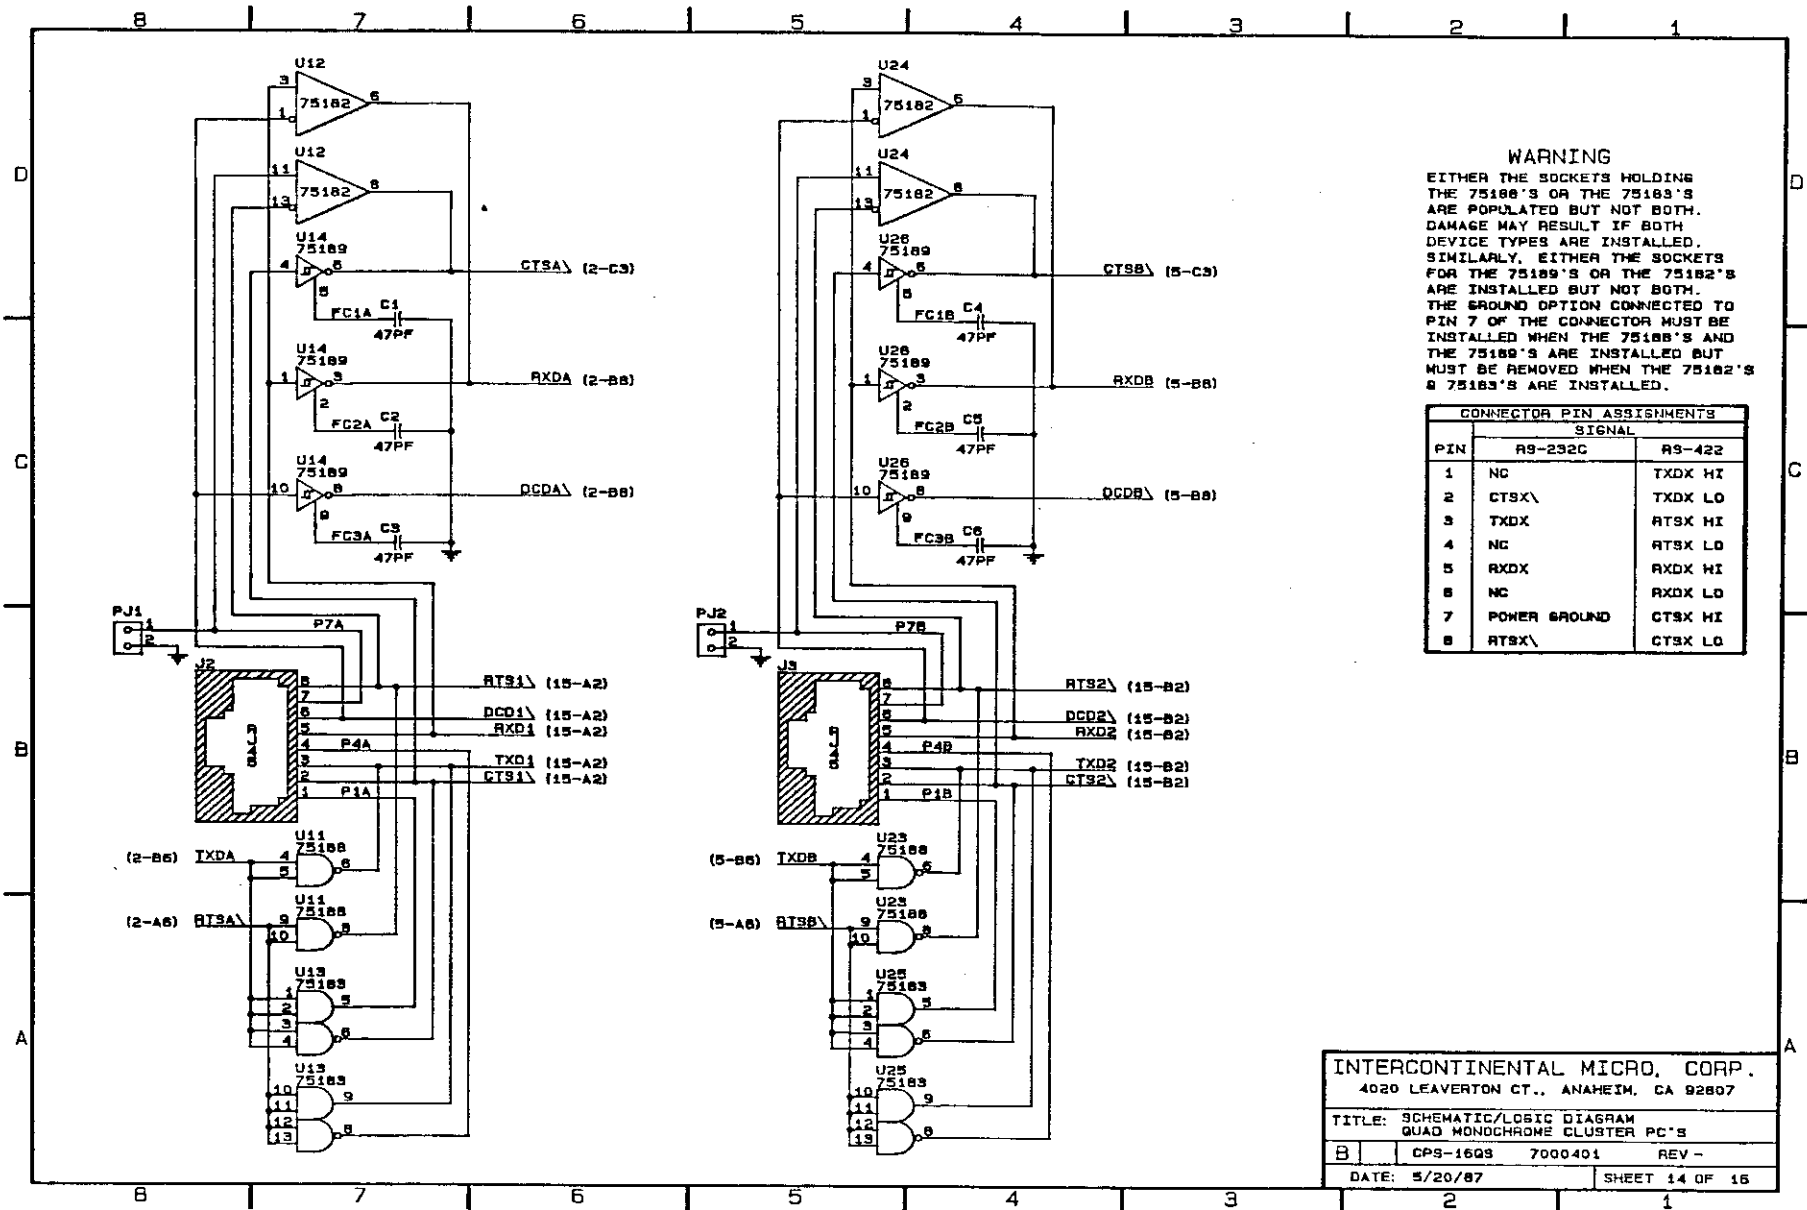 8 7 6 5 4 3 2 1
D
C
B
A
U12
3
75182
6
1
U12
11
75182
8
13
U14
75189
4
6
CTSA\ (2-C3)
5
FC1A
C1
47PF
U14
75189
1
3
RXDA (2-B8)
2
FC2A
C2
47PF
U14
75189
10
8
DCDA\ (2-B8)
9
FC3A
C3
47PF
PJ1
1
2
P7A
J2
8
RTS1\ (15-A2)
7
6
DCD1\ (15-A2)
5
RXD1 (15-A2)
4
P4A
3
TXD1 (15-A2)
2
CTS1\ (15-A2)
1
P1A
U11
75188
(2-B6) TXDA
4
5
6
U11
75188
(2-A6) RTSA\
9
10
8
U13
75183
1
2
5
3
4
6
U13
75183
10
11
9
12
13
8
U24
3
75182
6
1
U24
11
75182
8
13
U26
75189
4
6
CTSB\ (5-C3)
5
FC1B
C4
47PF
U26
75189
1
3
RXDB (5-B8)
2
FC2B
C5
47PF
U26
75189
10
8
DCDB\ (5-B8)
9
FC3B
C6
47PF
PJ2
1
2
P7B
J3
8
RTS2\ (15-B2)
7
6
DCD2\ (15-B2)
5
RXD2 (15-B2)
4
P4B
3
TXD2 (15-B2)
2
CTS2\ (15-B2)
1
P1B
U23
75188
(5-B6) TXDB
4
5
6
U23
75188
(5-A6) RTSB\
9
10
8
U25
75183
1
2
5
3
4
6
U25
75183
10
11
9
12
13
8
WARNING
EITHER THE SOCKETS HOLDING
THE 75188'S OR THE 75183'S
ARE POPULATED BUT NOT BOTH.
DAMAGE MAY RESULT IF BOTH
DEVICE TYPES ARE INSTALLED.
SIMILARLY, EITHER THE SOCKETS
FOR THE 75189'S OR THE 75182'S
ARE INSTALLED BUT NOT BOTH.
THE GROUND OPTION CONNECTED TO
PIN 7 OF THE CONNECTOR MUST BE
INSTALLED WHEN THE 75188'S AND
THE 75189'S ARE INSTALLED BUT
MUST BE REMOVED WHEN THE 75182'S
& 75183'S ARE INSTALLED.
CONNECTOR PIN ASSIGNMENTS
SIGNAL
PIN RS-232C RS-422
1 NC TXDX HI
2 CTSX\ TXDX LO
3 TXDX RTSX HI
4 NC RTSX LO
5 RXDX RXDX HI
6 NC RXDX LO
7 POWER GROUND CTSX HI
8 RTSX\ CTSX LO
INTERCONTINENTAL MICRO. CORP.
4020 LEAVERTON CT., ANAHEIM, CA 92807
TITLE: SCHEMATIC/LOGIC DIAGRAM
QUAD MONOCHROME CLUSTER PC'S
B CPS-16QS 7000401 REV -
DATE: 5/20/87 SHEET 14 OF 16
D
C
B
A
8 7 6 5 4 3 2 1